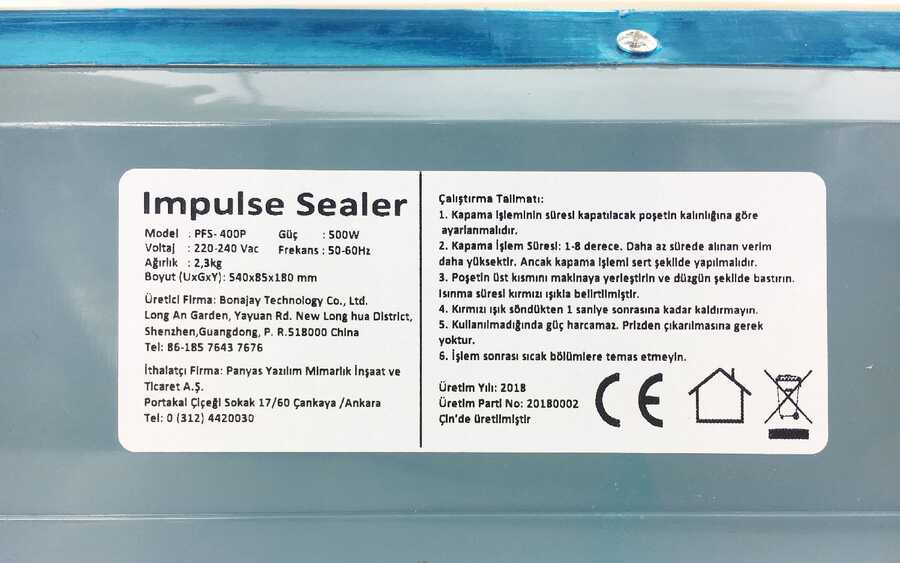 Impulse Sealer
Model : PFS- 400P Güç : 500W
Voltaj : 220-240 Vac Frekans : 50-60Hz
Ağırlık : 2,3kg
Boyut (UxGxY): 540x85x180 mm
Üretici Firma: Bonajay Technology Co., Ltd.
Long An Garden, Yayuan Rd. New Long hua District,
Shenzhen,Guangdong, P. R.518000 China
Tel: 86-185 7643 7676
İthalatçı Firma: Panyas Yazılım Mimarlık İnşaat ve
Ticaret A.Ş.
Portakal Çiçeği Sokak 17/60 Çankaya /Ankara
Tel: 0 (312) 4420030
Çalıştırma Talimatı:
1. Kapama işleminin süresi kapatılacak poşetin kalınlığına göre
ayarlanmalıdır.
2. Kapama İşlem Süresi: 1-8 derece. Daha az sürede alınan verim
daha yüksektir. Ancak kapama işlemi sert şekilde yapılmalıdır.
3. Poşetin üst kısmını makinaya yerleştirin ve düzgün şekilde bastırın.
Isınma süresi kırmızı ışıkla belirtilmiştir.
4. Kırmızı ışık söndükten 1 saniye sonrasına kadar kaldırmayın.
5. Kullanılmadığında güç harcamaz. Prizden çıkarılmasına gerek
yoktur.
6. İşlem sonrası sıcak bölümlere temas etmeyin.
Üretim Yılı: 2018
Üretim Parti No: 20180002
Çin'de üretilmiştir
CE